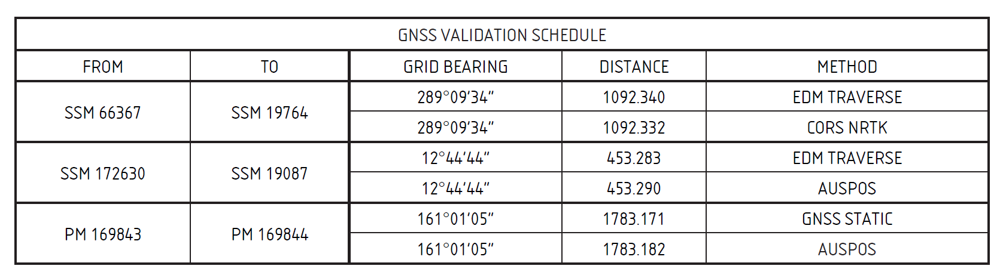 GNSS VALIDATION SCHEDULE
FROM TO GRID BEARING DISTANCE METHOD
SSM 66367 SSM 19764 289°09'34" 1092.340 EDM TRAVERSE
289°09'34" 1092.332 CORS NRTK
SSM 172630 SSM 19087 12°44'44" 453.283 EDM TRAVERSE
12°44'44" 453.290 AUSPOS
PM 169843 PM 169844 161°01'05" 1783.171 GNSS STATIC
161°01'05" 1783.182 AUSPOS